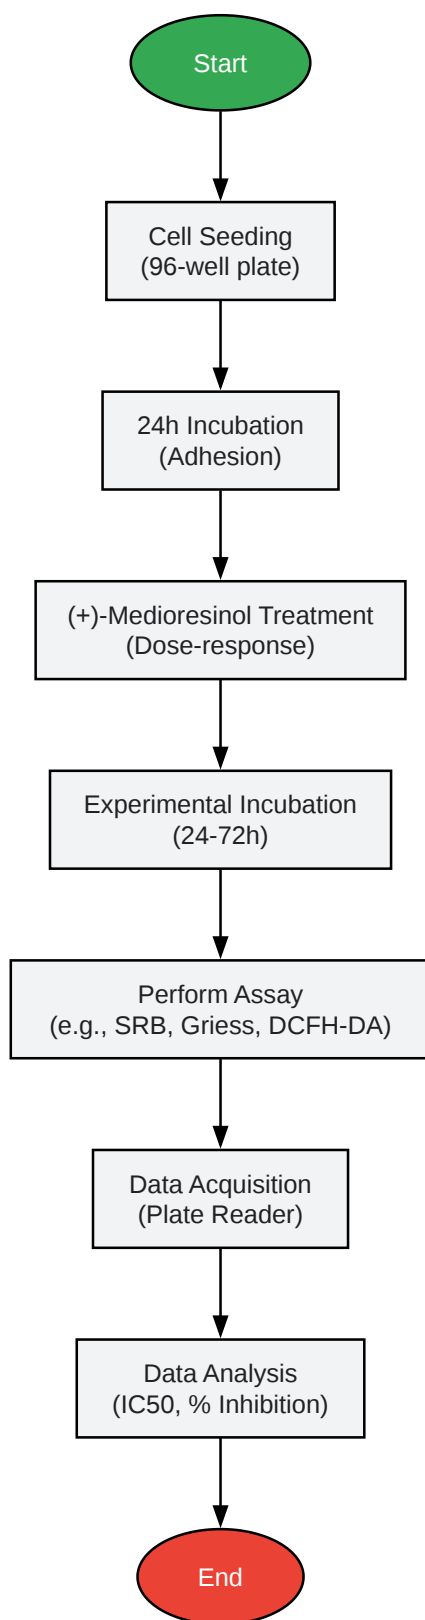 Start
Cell Seeding
(96-well plate)
24h Incubation
(Adhesion)
(+)-Medioresinol Treatment
(Dose-response)
Experimental Incubation
(24-72h)
Perform Assay
(e.g., SRB, Griess, DCFH-DA)
Data Acquisition
(Plate Reader)
Data Analysis
(IC50, % Inhibition)
End